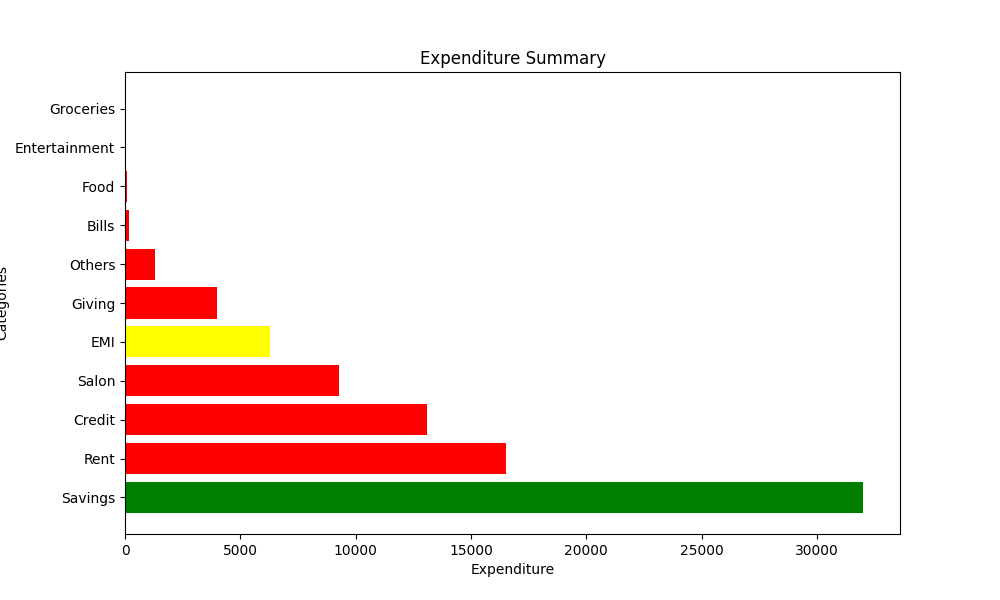 Expenditure Summary
Groceries
Entertainment
Food
Bills
Others
Giving
EMI
Salon
Credit
Rent
Savings
Categories
0 5000 10000 15000 20000 25000 30000
Expenditure